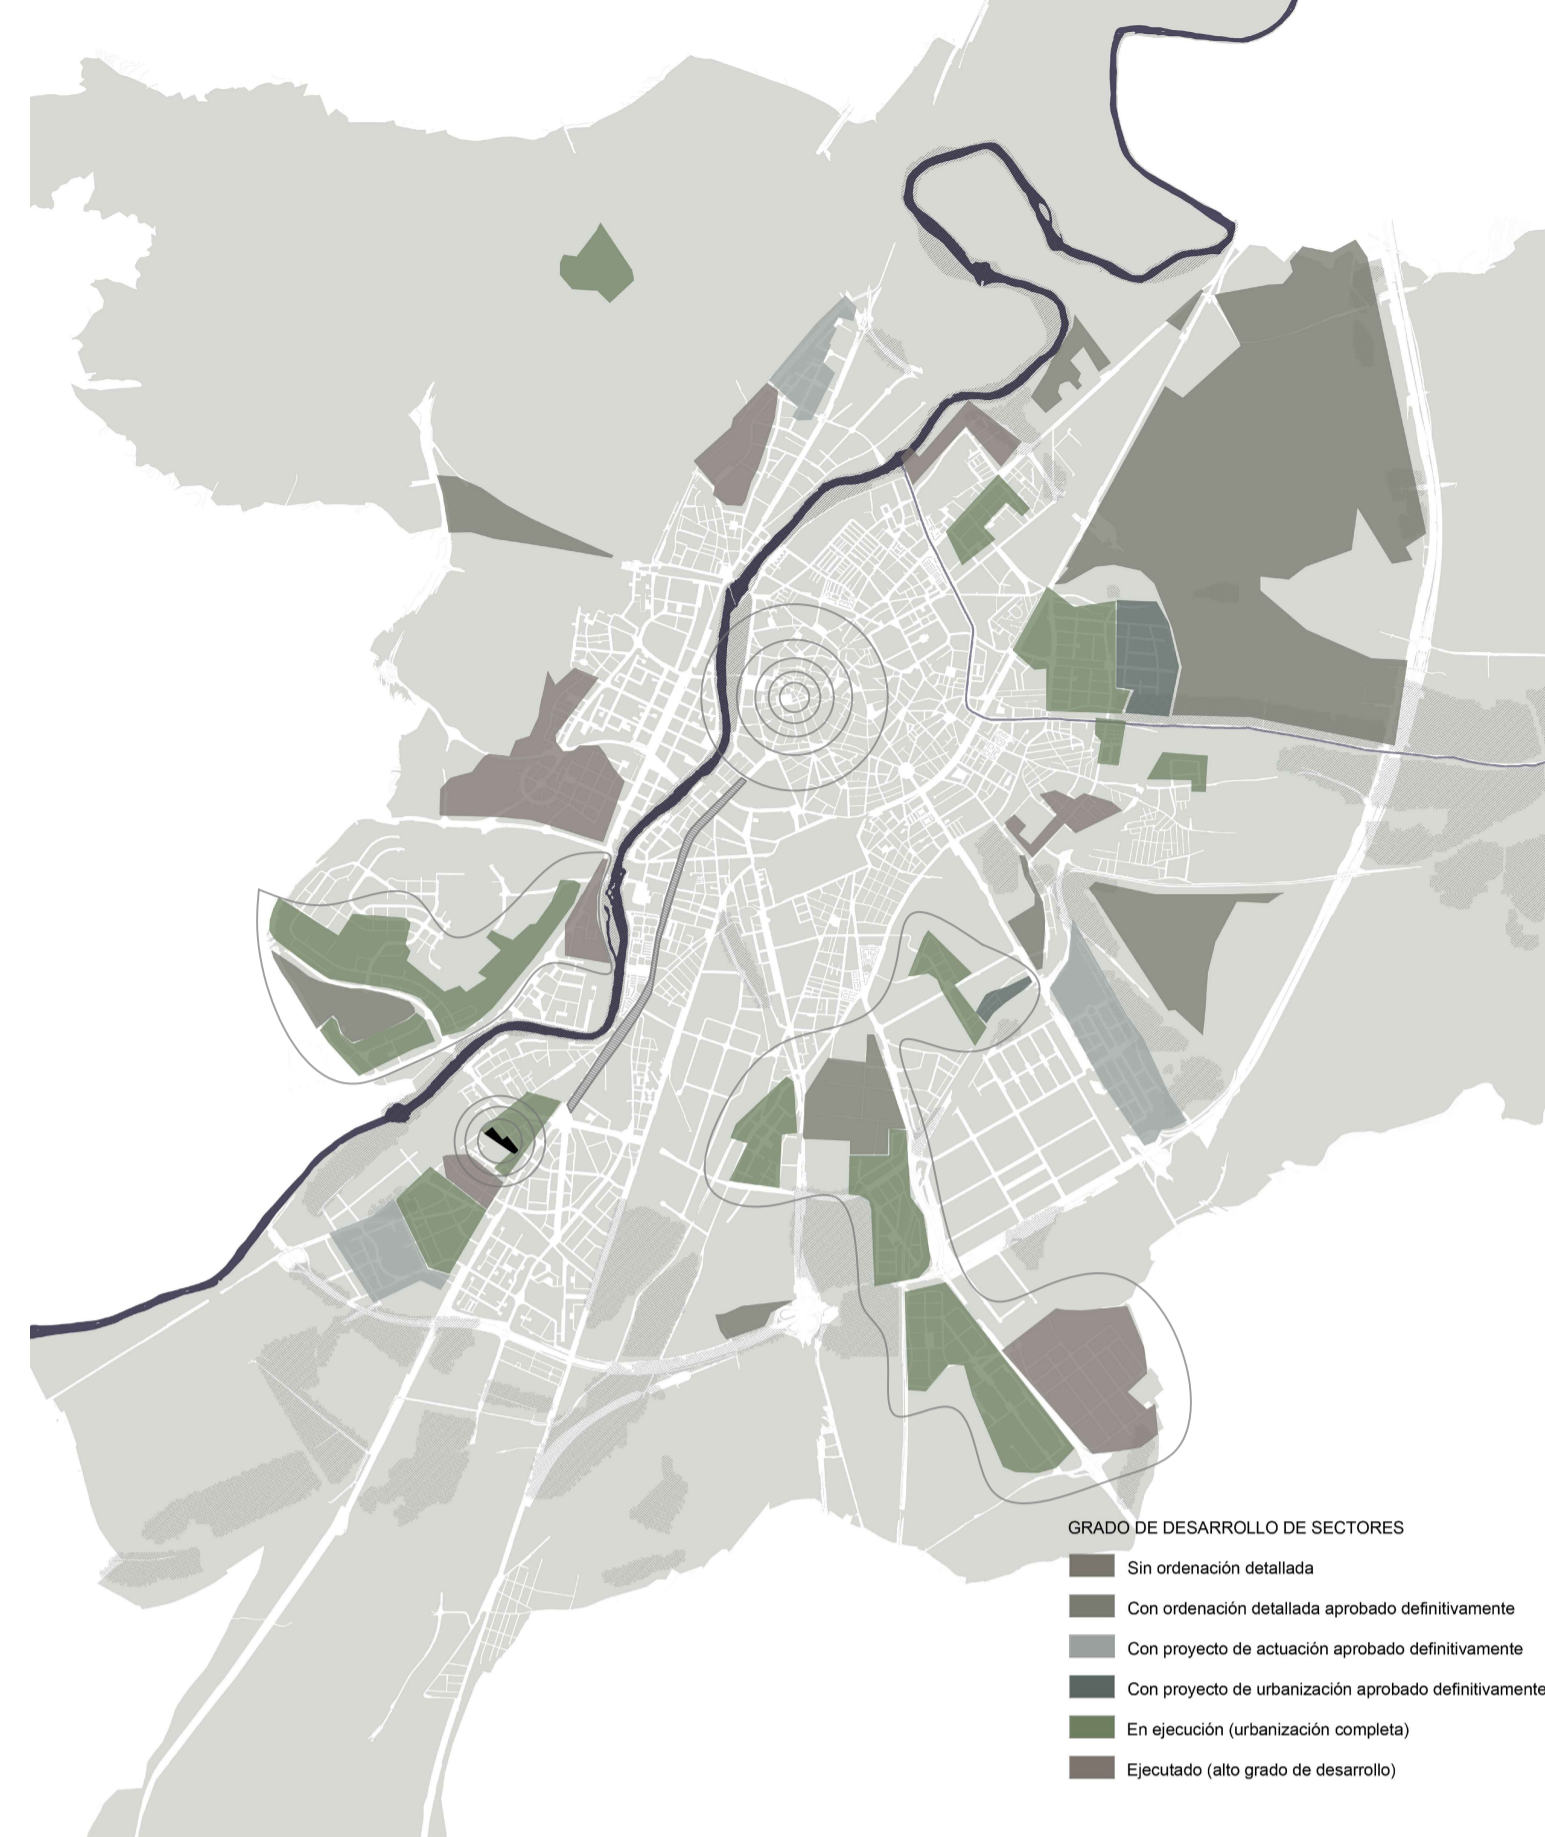 GRADO DE DESARROLLO DE SECTORES
Sin ordenación detallada
Con ordenación detallada aprobado definitivamente
Con proyecto de actuación aprobado definitivamente
Con proyecto de urbanización aprobado definitivamente
En ejecución (urbanización completa)
Ejecutado (alto grado de desarrollo)